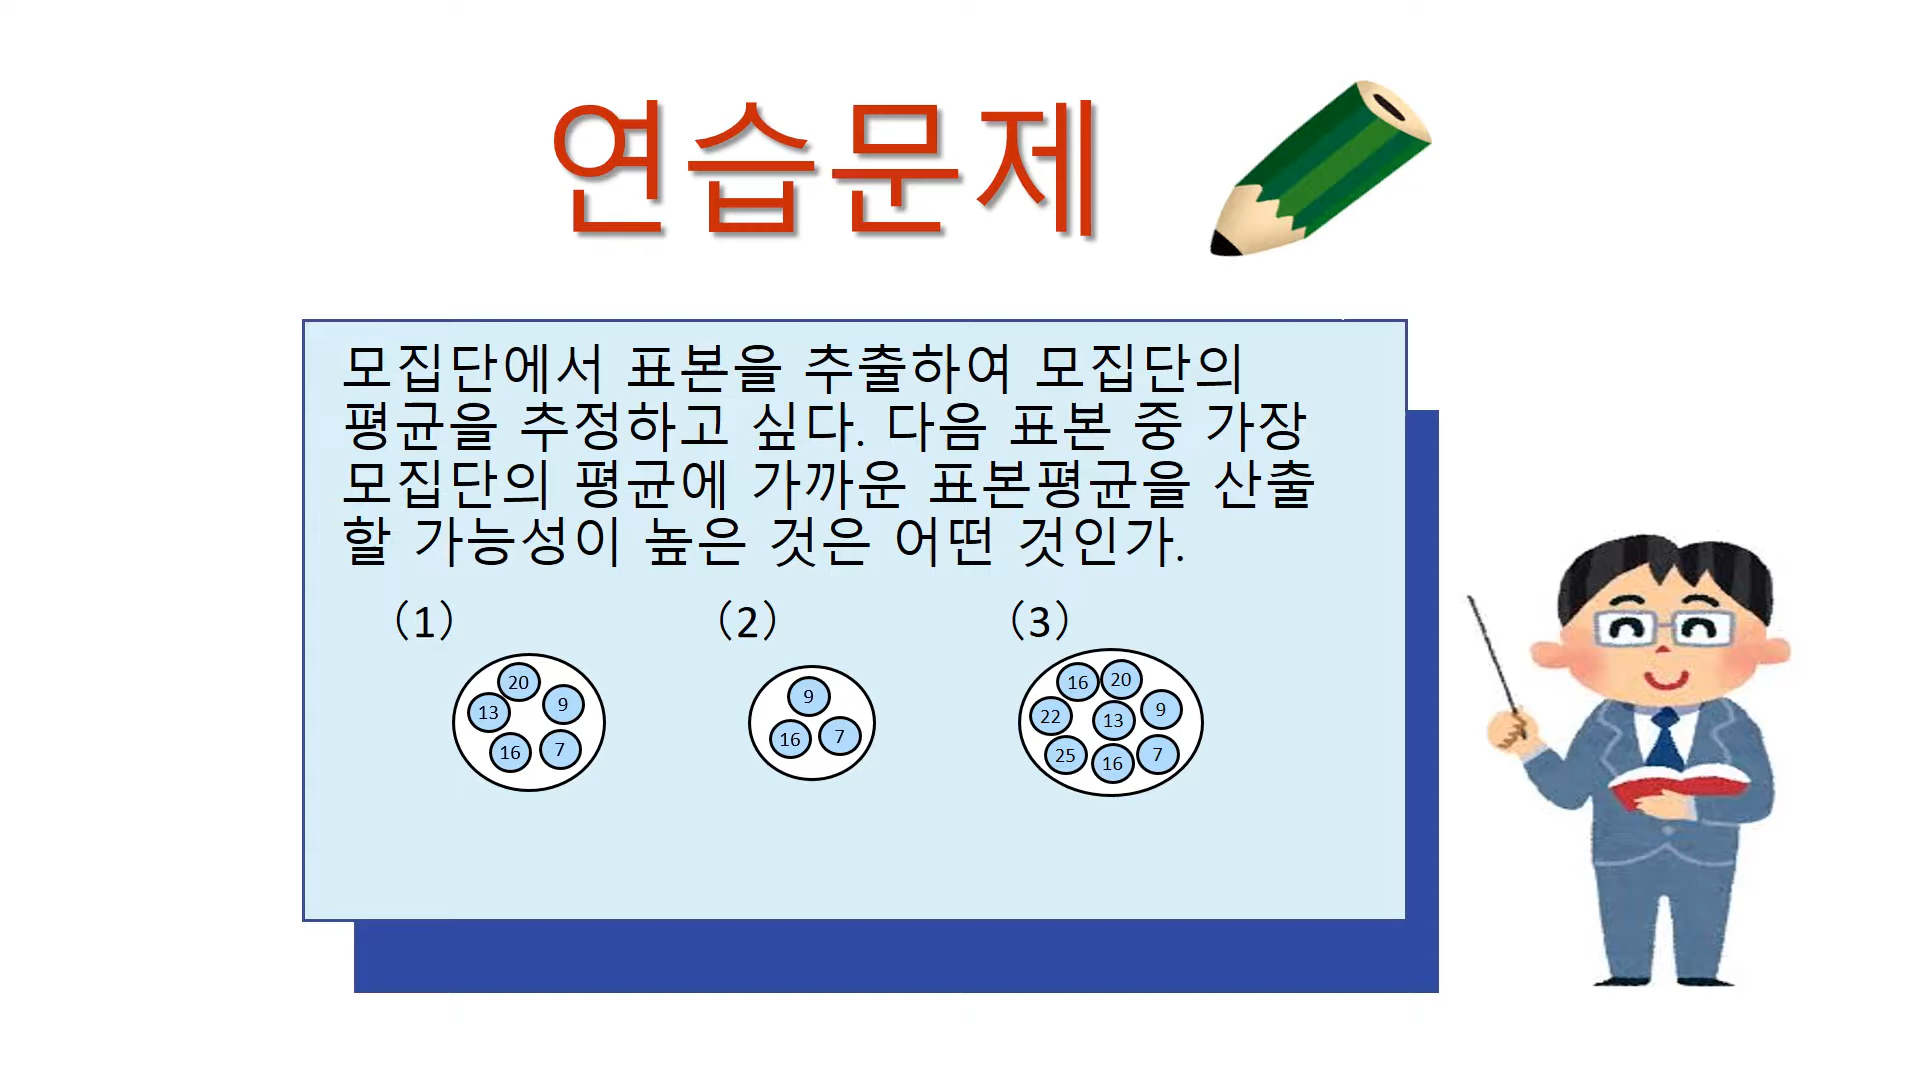 연습문제
모집단에서 표본을 추출하여 모집단의
평균을 추정하고 싶다. 다음 표본 중 가장
모집단의 평균에 가까운 표본평균을 산출
할 가능성이 높은 것은 어떤 것인가.
（1） （2） （3）
20
13 9
16 7
9
16 7
16 20
22 13 9
25 16 7